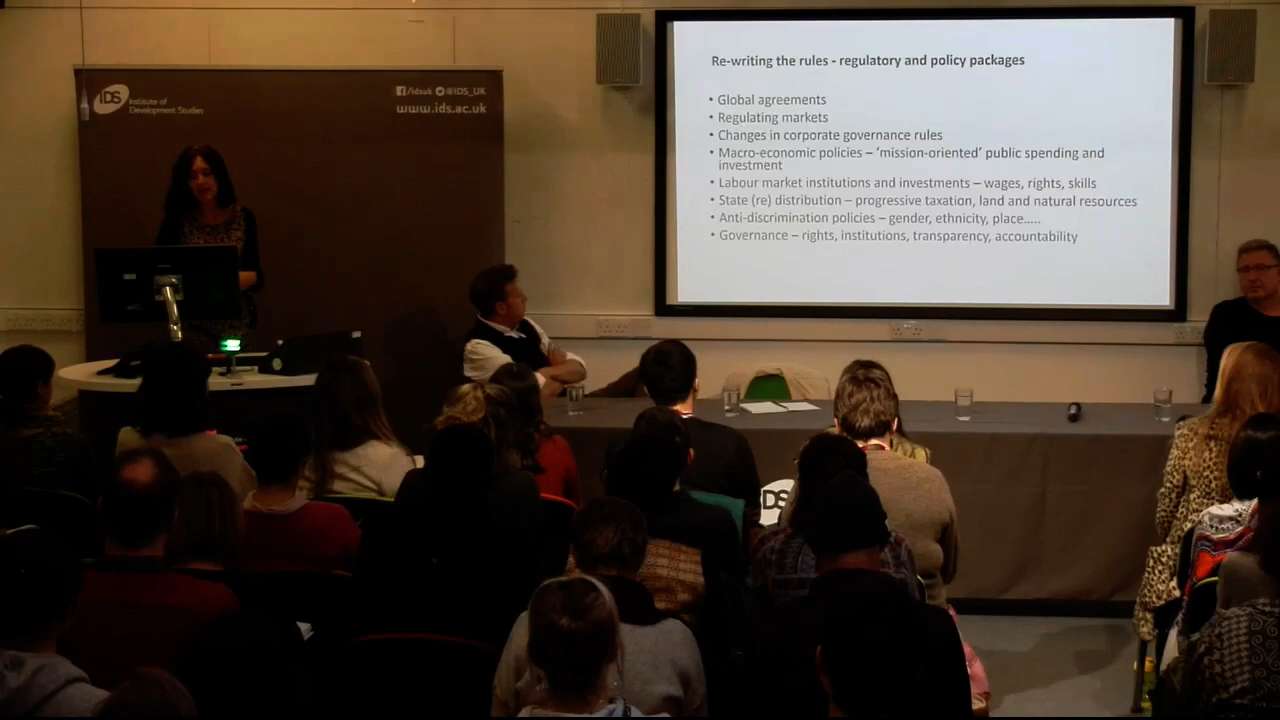 IDS Institute of
Development Studies
/idsuk @IDS_UK
www.ids.ac.uk
Re-writing the rules - regulatory and policy packages
• Global agreements
• Regulating markets
• Changes in corporate governance rules
• Macro-economic policies – ‘mission-oriented’ public spending and
investment
• Labour market institutions and investments – wages, rights, skills
• State (re) distribution – progressive taxation, land and natural resources
• Anti-discrimination policies – gender, ethnicity, place…..
• Governance – rights, institutions, transparency, accountability
DS